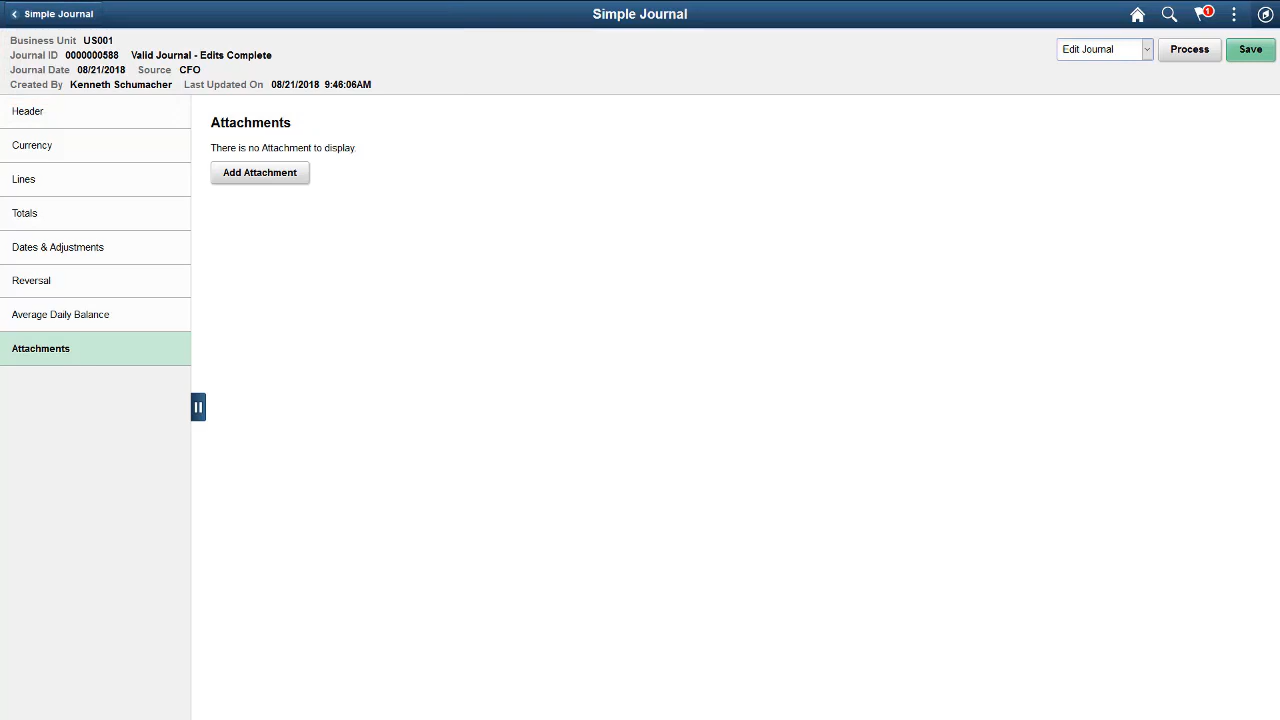 Simple Journal
Simple Journal
1
Business Unit US001
Journal ID 0000000588 Valid Journal - Edits Complete
Journal Date 08/21/2018 Source CFO
Created By Kenneth Schumacher Last Updated On 08/21/2018 9:46:06AM
Edit Journal
Process
Save
Header
Currency
Lines
Totals
Dates & Adjustments
Reversal
Average Daily Balance
Attachments
Attachments
There is no Attachment to display.
Add Attachment